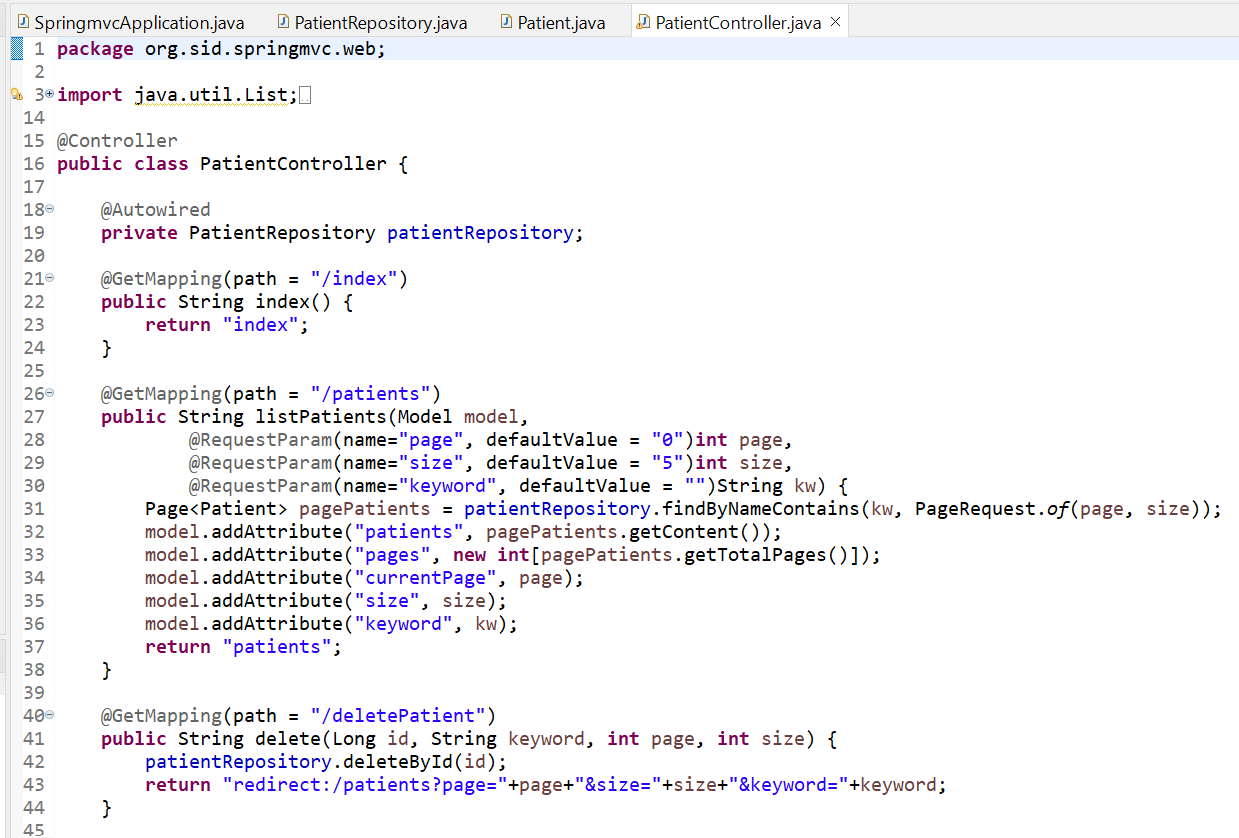 SpringmvcApplication.java PatientRepository.java Patient.java PatientController.java
1 package org.sid.springmvc.web;
2
3 import java.util.List;
14
15 @Controller
16 public class PatientController {
17
18 @Autowired
19 private PatientRepository patientRepository;
20
21 @GetMapping(path = "/index")
22 public String index() {
23 return "index";
24 }
25
26 @GetMapping(path = "/patients")
27 public String listPatients(Model model,
28 @RequestParam(name="page", defaultValue = "0")int page,
29 @RequestParam(name="size", defaultValue = "5")int size,
30 @RequestParam(name="keyword", defaultValue = "")String kw) {
31 Page<Patient> pagePatients = patientRepository.findByNameContains(kw, PageRequest.of(page, size));
32 model.addAttribute("patients", pagePatients.getContent());
33 model.addAttribute("pages", new int[pagePatients.getTotalPages()]);
34 model.addAttribute("currentPage", page);
35 model.addAttribute("size", size);
36 model.addAttribute("keyword", kw);
37 return "patients";
38 }
39
40 @GetMapping(path = "/deletePatient")
41 public String delete(Long id, String keyword, int page, int size) {
42 patientRepository.deleteById(id);
43 return "redirect:/patients?page="+page+"&size="+size+"&keyword="+keyword;
44 }
45